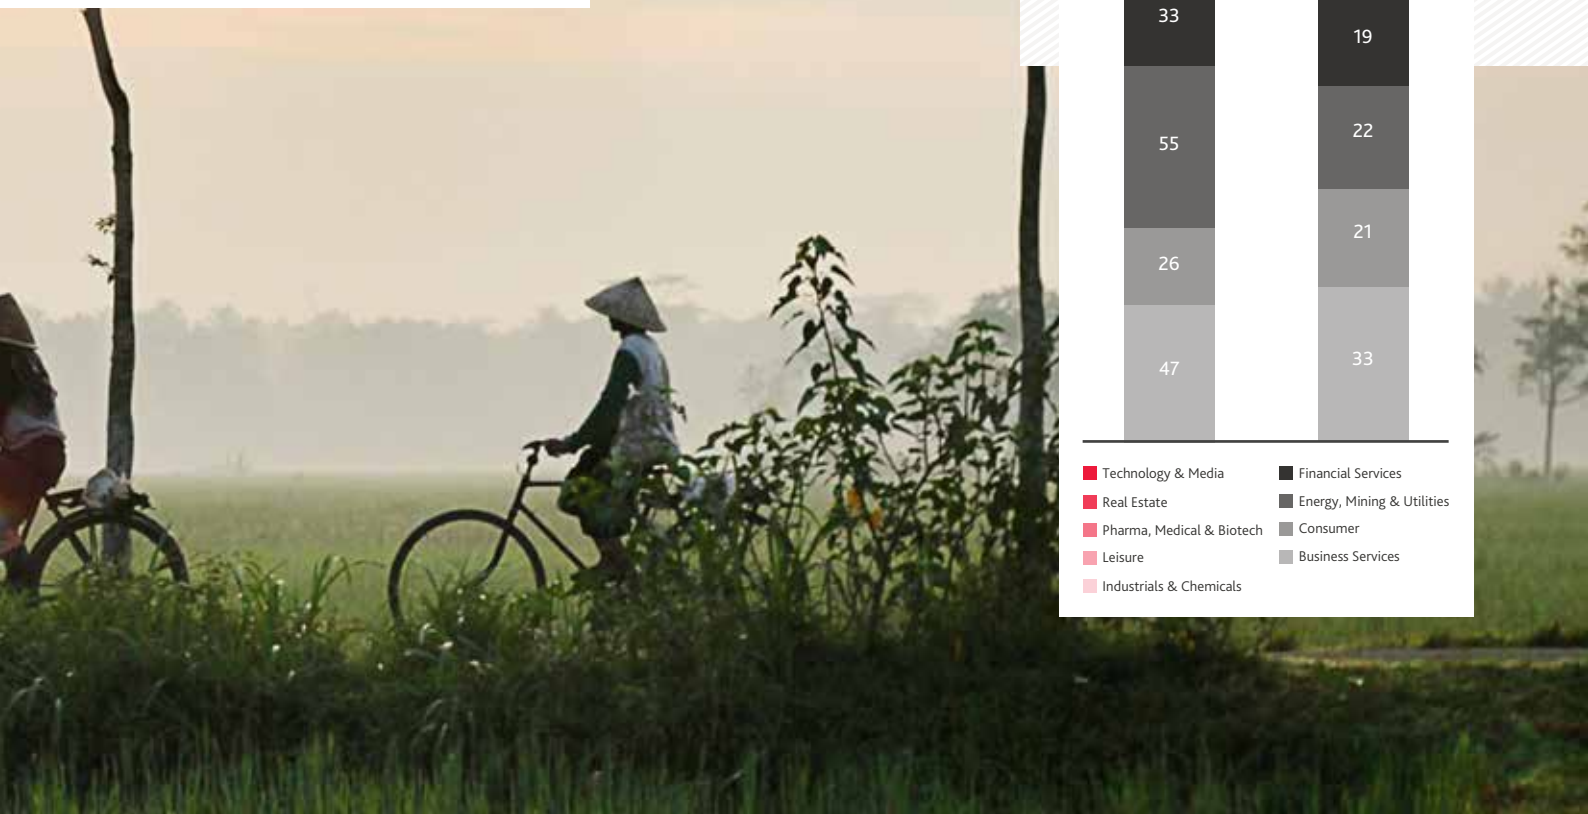 33
19
55
22
26
21
47
33
Technology & Media
Real Estate
Pharma, Medical & Biotech
Leisure
Industrials & Chemicals
Financial Services
Energy, Mining & Utilities
Consumer
Business Services